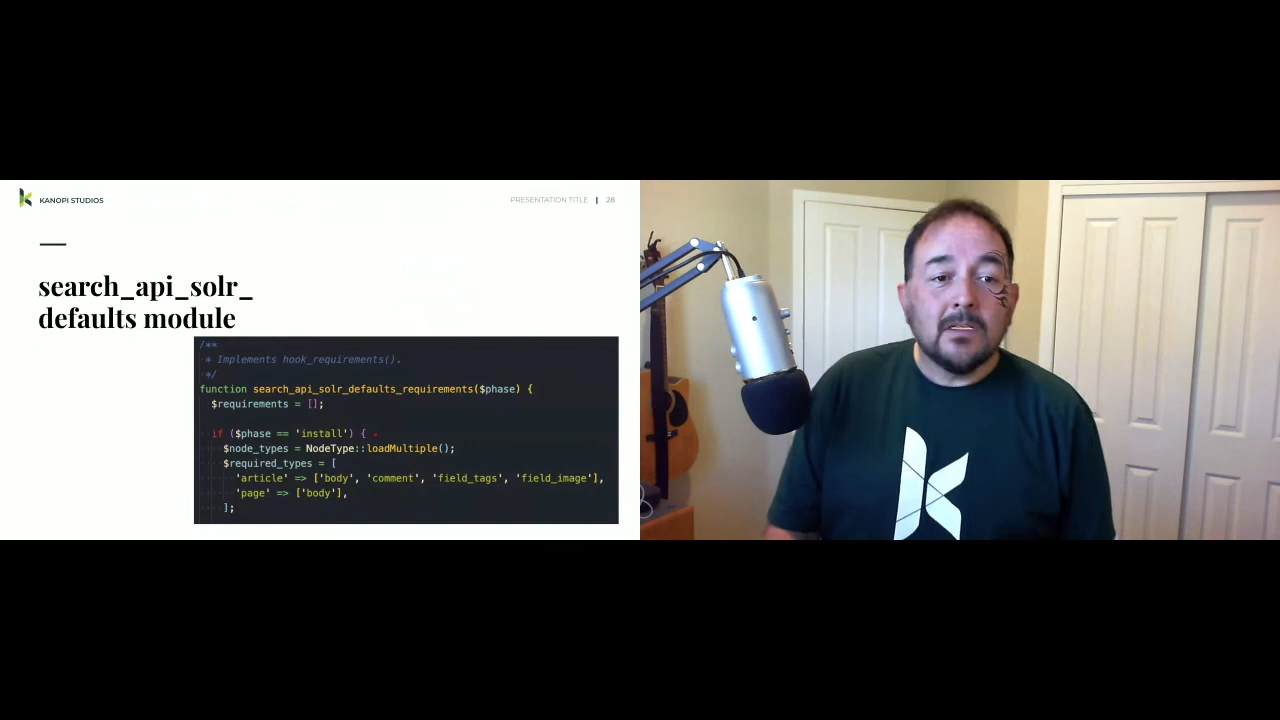 KANOPI STUDIOS
PRESENTATION TITLE | 28
search_api_solr_
defaults module
/**
* Implements hook_requirements().
*/
function search_api_solr_defaults_requirements($phase) {
$requirements = [];
if ($phase == 'install') {
$node_types = NodeType::loadMultiple();
$required_types = [
'article' => ['body', 'comment', 'field_tags', 'field_image'],
'page' => ['body'],
];